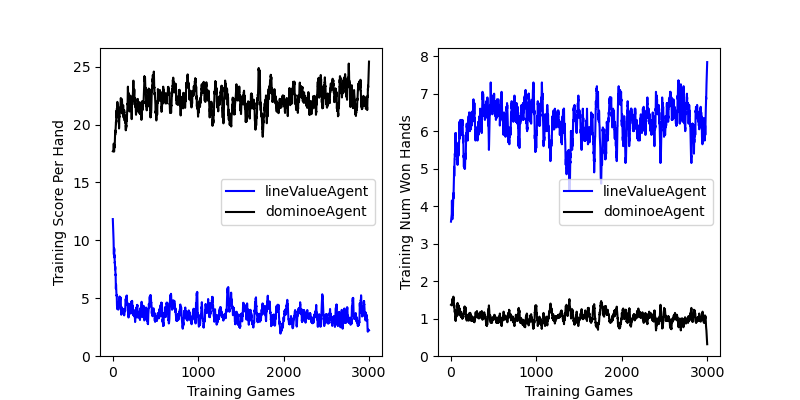 Training Score Per Hand
25
20
15
10
5
0
lineValueAgent
dominoeAgent
0 1000 2000 3000
Training Games
Training Num Won Hands
8
7
6
5
4
3
2
1
0
lineValueAgent
dominoeAgent
0 1000 2000 3000
Training Games